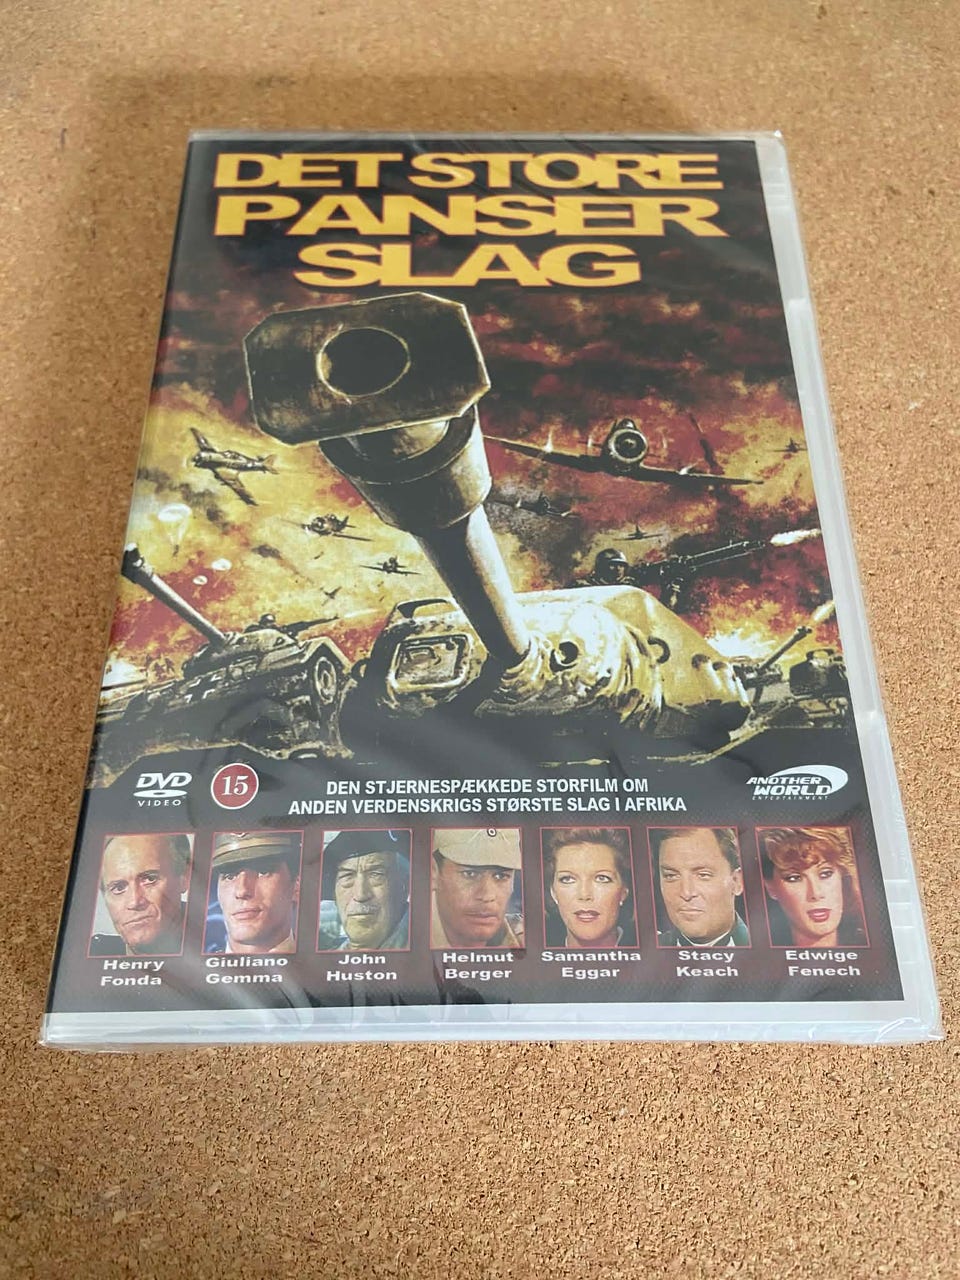 DET STORE
PANSER
SLAG
DVD
VIDEO
15
DEN STJERNESPÆKKEDE STORFILM OM
ANDEN VERDENSKRIGS STØRSTE SLAG I AFRIKA
ANOTHER
WORLD
ENTERTAINMENT
Henry
Fonda
Giuliano
Gemma
John
Huston
Helmut
Berger
Samantha
Eggar
Stacy
Keach
Edwige
Fenech